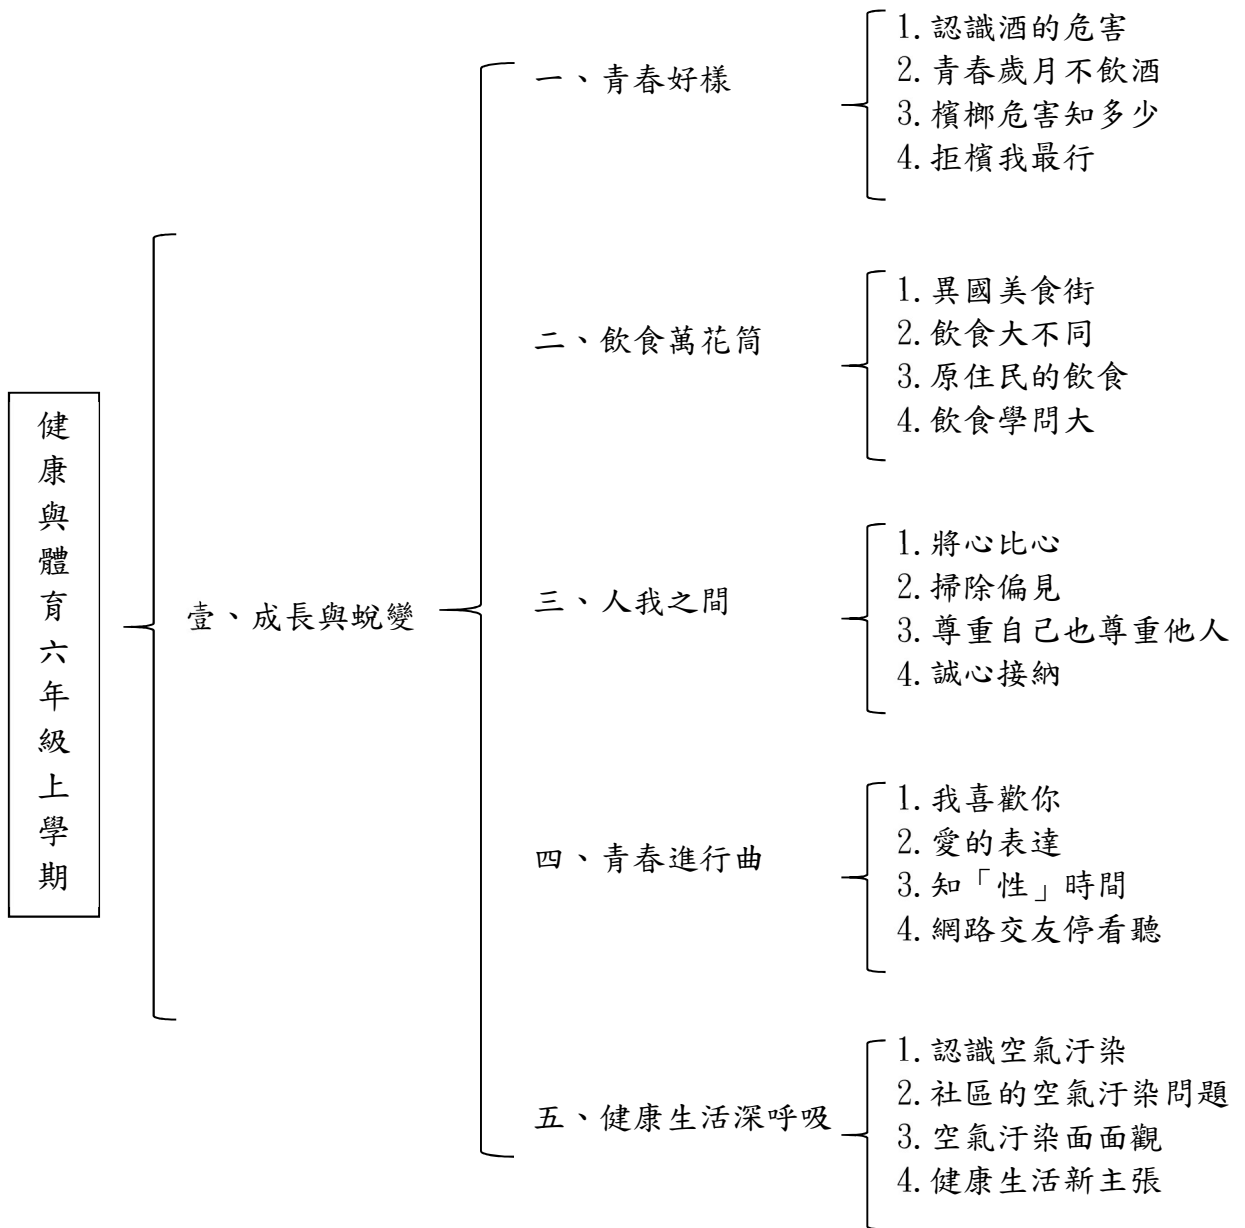 健康與體育六年級上學期
壹、成長與蛻變
一、青春好樣
1.認識酒的危害
2.青春歲月不飲酒
3.檳榔危害知多少
4.拒檳我最行
二、飲食萬花筒
1.異國美食街
2.飲食大不同
3.原住民的飲食
4.飲食學問大
三、人我之間
1.將心比心
2.掃除偏見
3.尊重自己也尊重他人
4.誠心接納
四、青春進行曲
1.我喜歡你
2.愛的表達
3.知「性」時間
4.網路交友停看聽
五、健康生活深呼吸
1.認識空氣汙染
2.社區的空氣汙染問題
3.空氣汙染面面觀
4.健康生活新主張